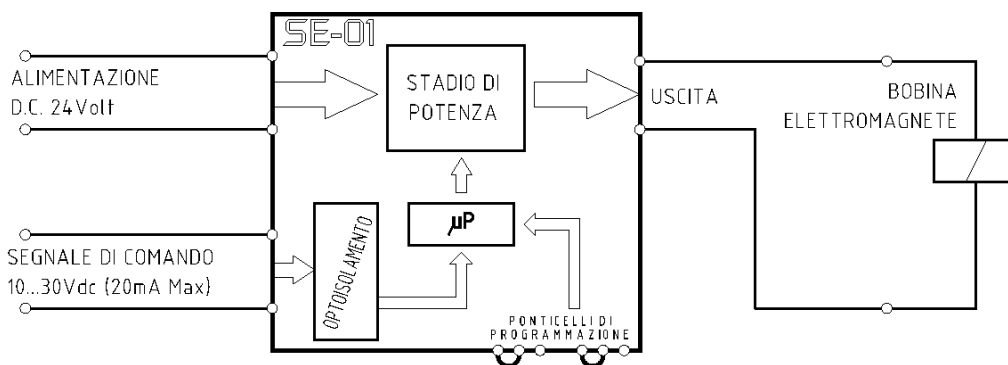 SE-01
ALIMENTAZIONE
D.C. 24Volt
STADIO DI
POTENZA
USCITA
BOBINA
ELETTROMAGNETE
SEGNALE DI COMANDO
10...30Vdc (20mA Max)
OPTOISOLAMENTO
µP
PONTICELLI DI
PROGRAMMAZIONE